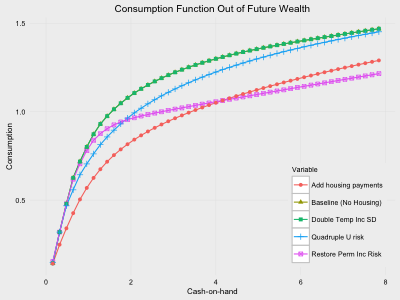 Consumption Function Out of Future Wealth
1.5
1.0
0.5
Consumption
0
2
4
6
8
Cash-on-hand
Variable
Add housing payments
Baseline (No Housing)
Double Temp Inc SD
Quadruple U risk
Restore Perm Inc Risk